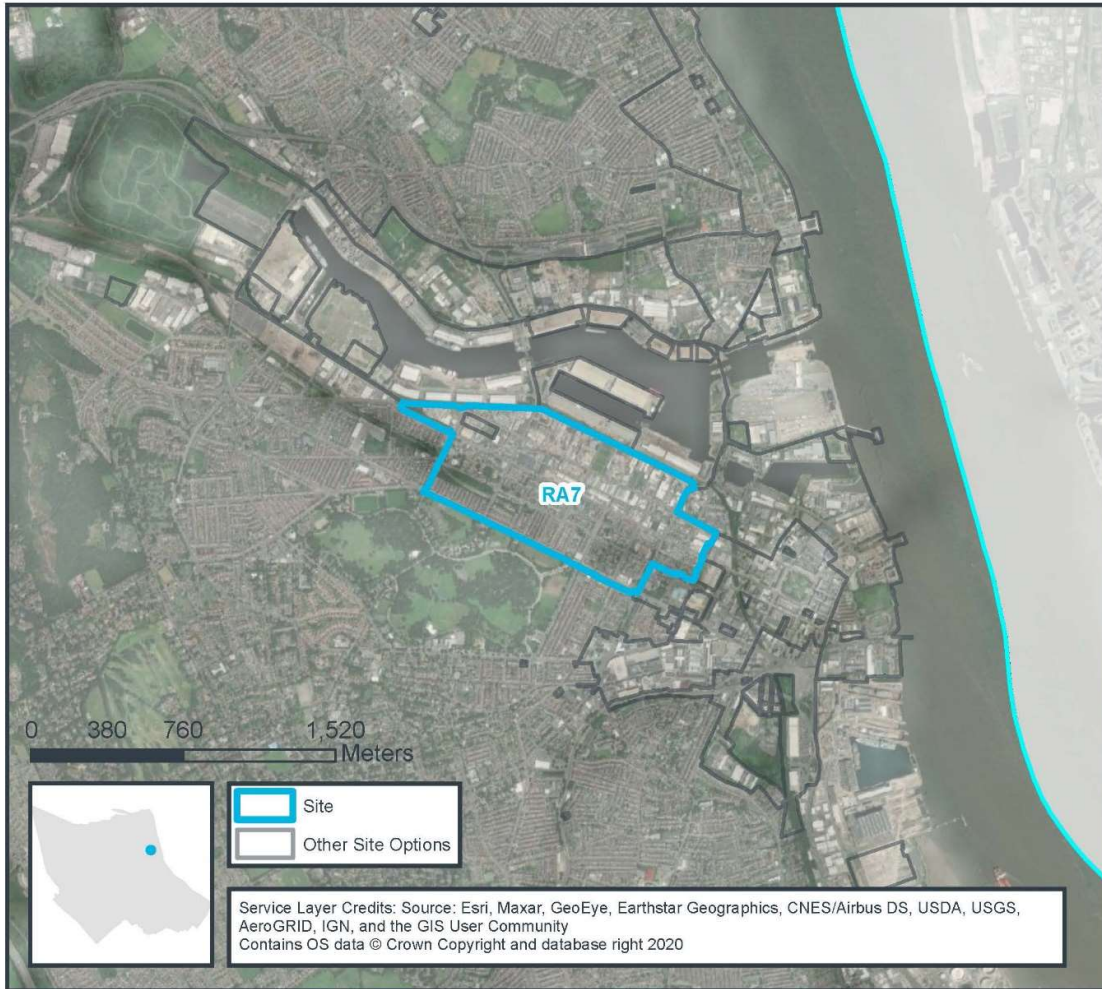 RA7
0 380 760 1,520
Meters
Site
Other Site Options
Service Layer Credits: Source: Esri, Maxar, GeoEye, Earthstar Geographics, CNES/Airbus DS, USDA, USGS,
AeroGRID, IGN, and the GIS User Community
Contains OS data © Crown Copyright and database right 2020